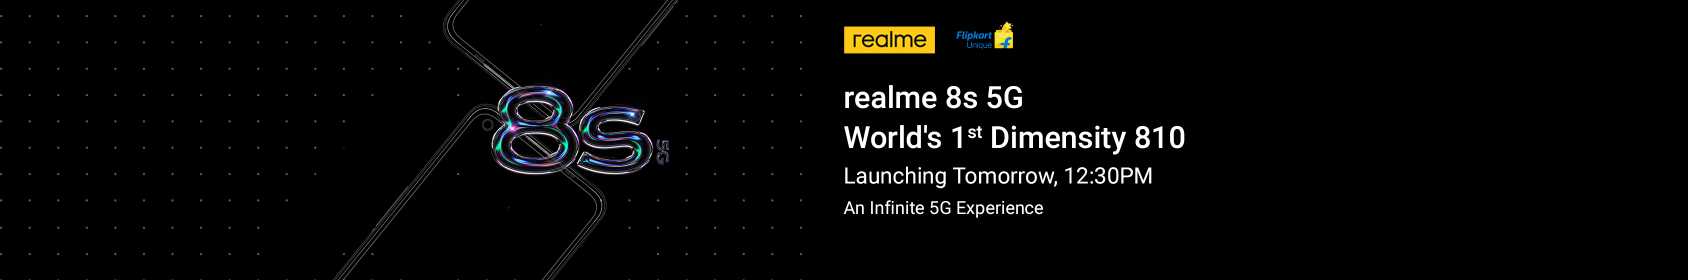 8s
5G
realme
Flipkart
Unique
realme 8s 5G
World's 1st Dimensity 810
Launching Tomorrow, 12:30PM
An Infinite 5G Experience